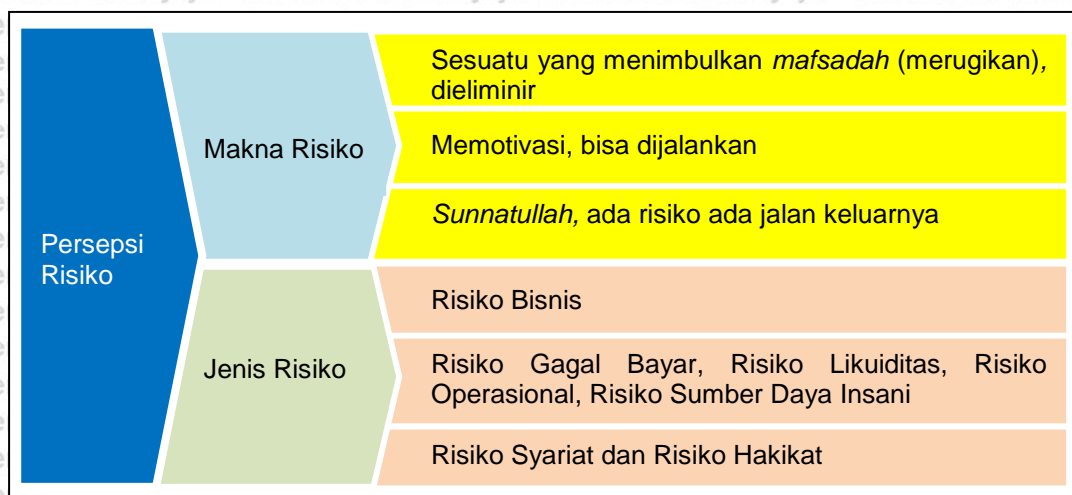 Persepsi
Risiko
Makna Risiko
Sesuatu yang menimbulkan mafsadah (merugikan),
dieliminir
Memotivasi, bisa dijalankan
Sunnatullah, ada risiko ada jalan keluarnya
Jenis Risiko
Risiko Bisnis
Risiko Gagal Bayar, Risiko Likuiditas, Risiko
Operasional, Risiko Sumber Daya Insani
Risiko Syariat dan Risiko Hakikat